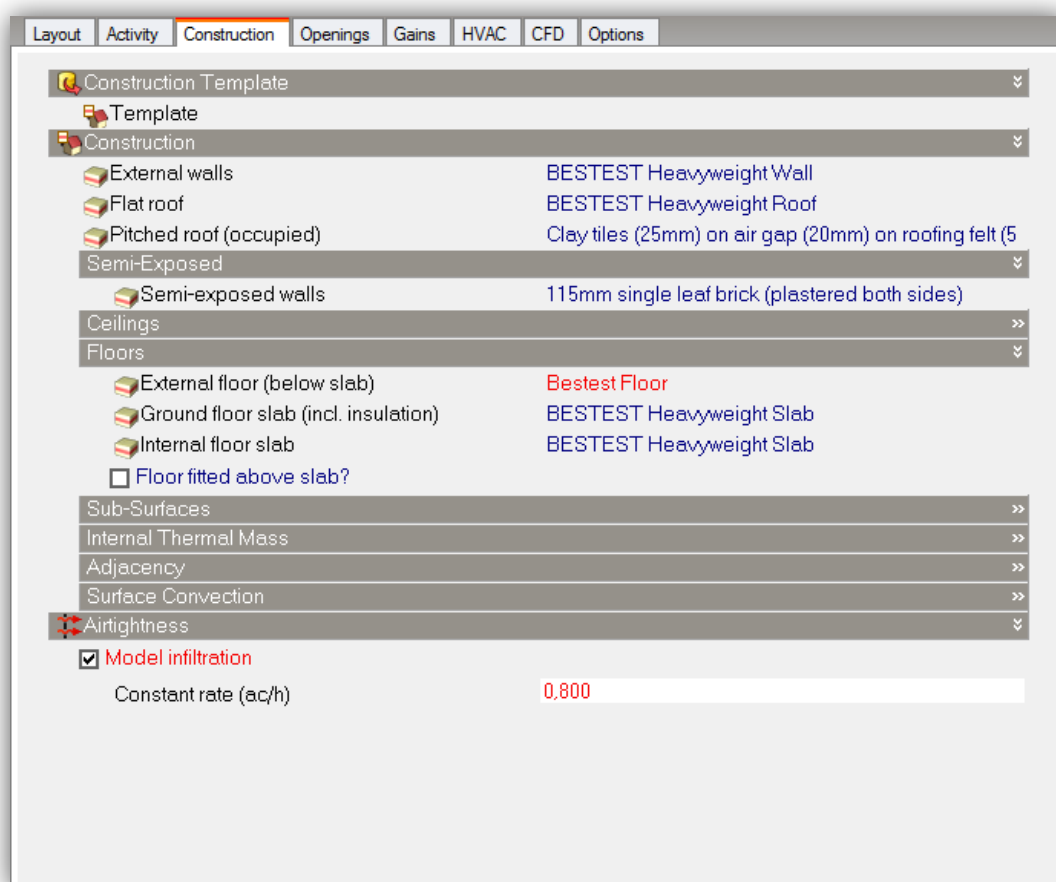 Layout Activity Construction Openings Gains HVAC CFD Options
Construction Template
Template
Construction
External walls BESTEST Heavyweight Wall
Flat roof BESTEST Heavyweight Roof
Pitched roof (occupied) Clay tiles (25mm) on air gap (20mm) on roofing felt (5
Semi-Exposed
Semi-exposed walls 115mm single leaf brick (plastered both sides)
Ceilings
Floors
External floor (below slab) Bestest Floor
Ground floor slab (incl. insulation) BESTEST Heavyweight Slab
Internal floor slab BESTEST Heavyweight Slab
Floor fitted above slab?
Sub-Surfaces
Internal Thermal Mass
Adjacency
Surface Convection
Airtightness
Model infiltration
Constant rate (ac/h) 0,800